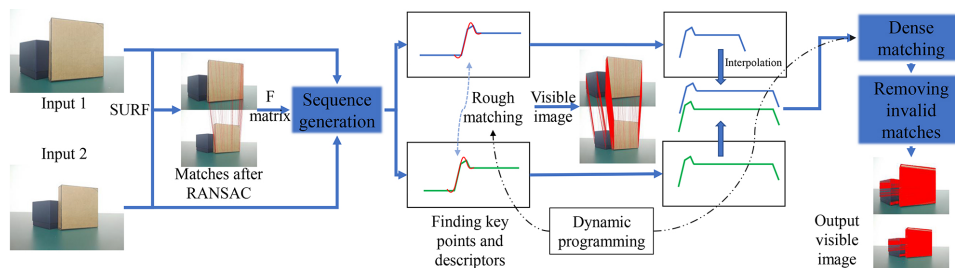 Input 1
SURF
F
matrix
Matches after
RANSAC
Input 2
Sequence
generation
Rough
matching
Finding key
points and
descriptors
Visible
image
Dynamic
programming
Interpolation
Dense
matching
Removing
invalid
matches
Output
visible
image